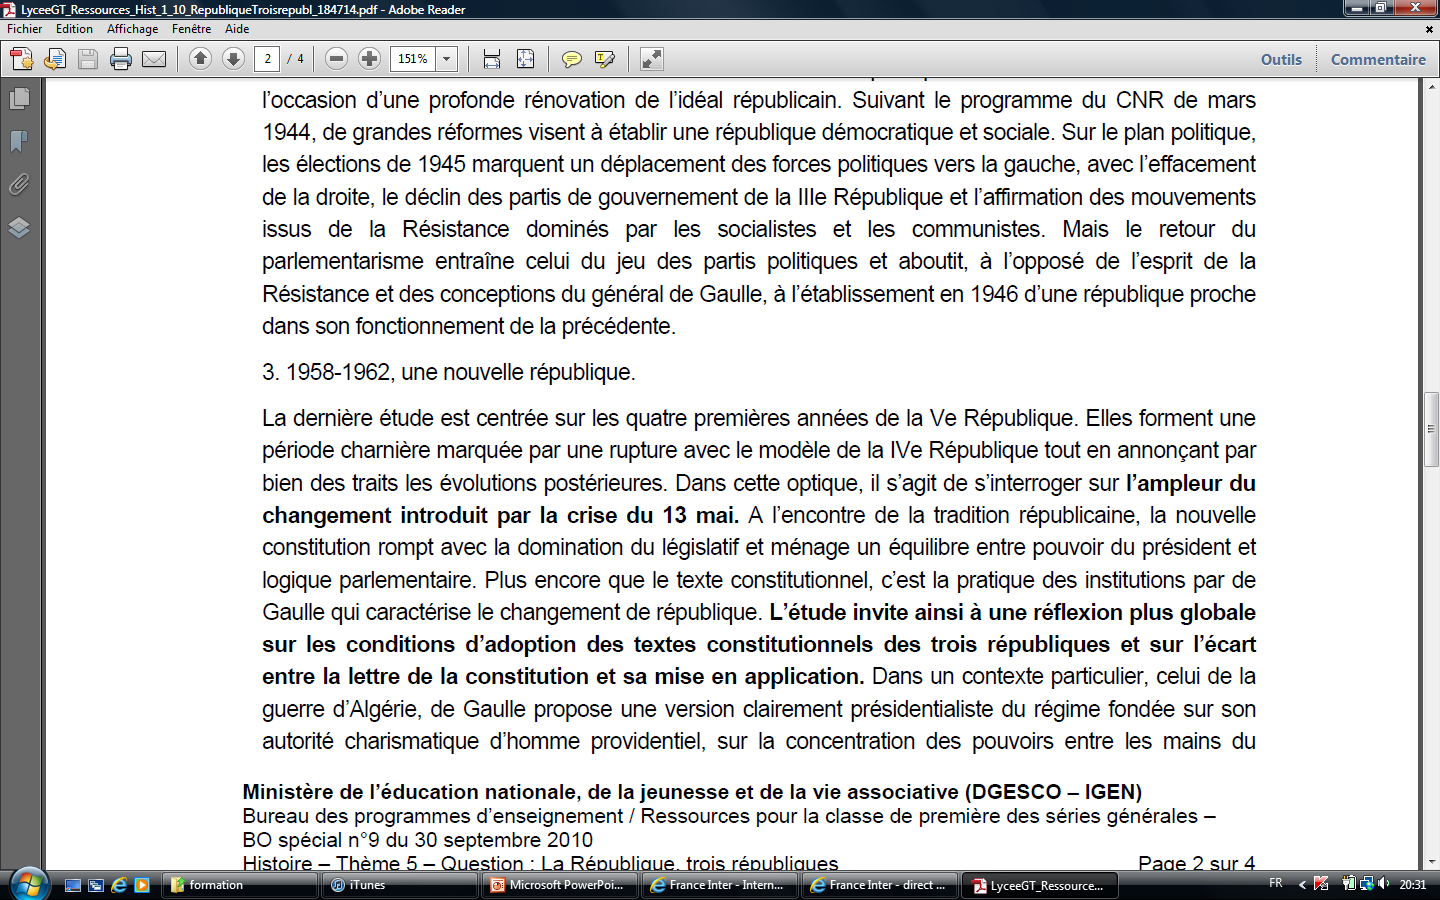 LyceeGT_Ressources_Hist_1_10_RepubliqueTroisrepubl_184714.pdf - Adobe Reader
Fichier Edition Affichage Fenêtre Aide
2 / 4 151% Outils Commentaire
l’occasion d’une profonde rénovation de l’idéal républicain. Suivant le programme du CNR de mars
1944, de grandes réformes visent à établir une république démocratique et sociale. Sur le plan politique,
les élections de 1945 marquent un déplacement des forces politiques vers la gauche, avec l’effacement
de la droite, le déclin des partis de gouvernement de la IIIe République et l’affirmation des mouvements
issus de la Résistance dominés par les socialistes et les communistes. Mais le retour du
parlementarisme entraîne celui du jeu des partis politiques et aboutit, à l’opposé de l’esprit de la
Résistance et des conceptions du général de Gaulle, à l’établissement en 1946 d’une république proche
dans son fonctionnement de la précédente.
3. 1958-1962, une nouvelle république.
La dernière étude est centrée sur les quatre premières années de la Ve République. Elles forment une
période charnière marquée par une rupture avec le modèle de la IVe République tout en annonçant par
bien des traits les évolutions postérieures. Dans cette optique, il s’agit de s’interroger sur l’ampleur du
changement introduit par la crise du 13 mai. A l’encontre de la tradition républicaine, la nouvelle
constitution rompt avec la domination du législatif et ménage un équilibre entre pouvoir du président et
logique parlementaire. Plus encore que le texte constitutionnel, c’est la pratique des institutions par de
Gaulle qui caractérise le changement de république. L’étude invite ainsi à une réflexion plus globale
sur les conditions d’adoption des textes constitutionnels des trois républiques et sur l’écart
entre la lettre de la constitution et sa mise en application. Dans un contexte particulier, celui de la
guerre d’Algérie, de Gaulle propose une version clairement présidentialiste du régime fondée sur son
autorité charismatique d’homme providentiel, sur la concentration des pouvoirs entre les mains du
Ministère de l’éducation nationale, de la jeunesse et de la vie associative (DGESCO – IGEN)
Bureau des programmes d’enseignement / Ressources pour la classe de première des séries générales –
BO spécial n°9 du 30 septembre 2010
Histoire – Thème 5 – Question : La République, trois républiques Page 2 sur 4
formation iTunes Microsoft PowerPoi... France Inter - Intern... France Inter - direct ... LyceeGT_Ressource... FR 20:31